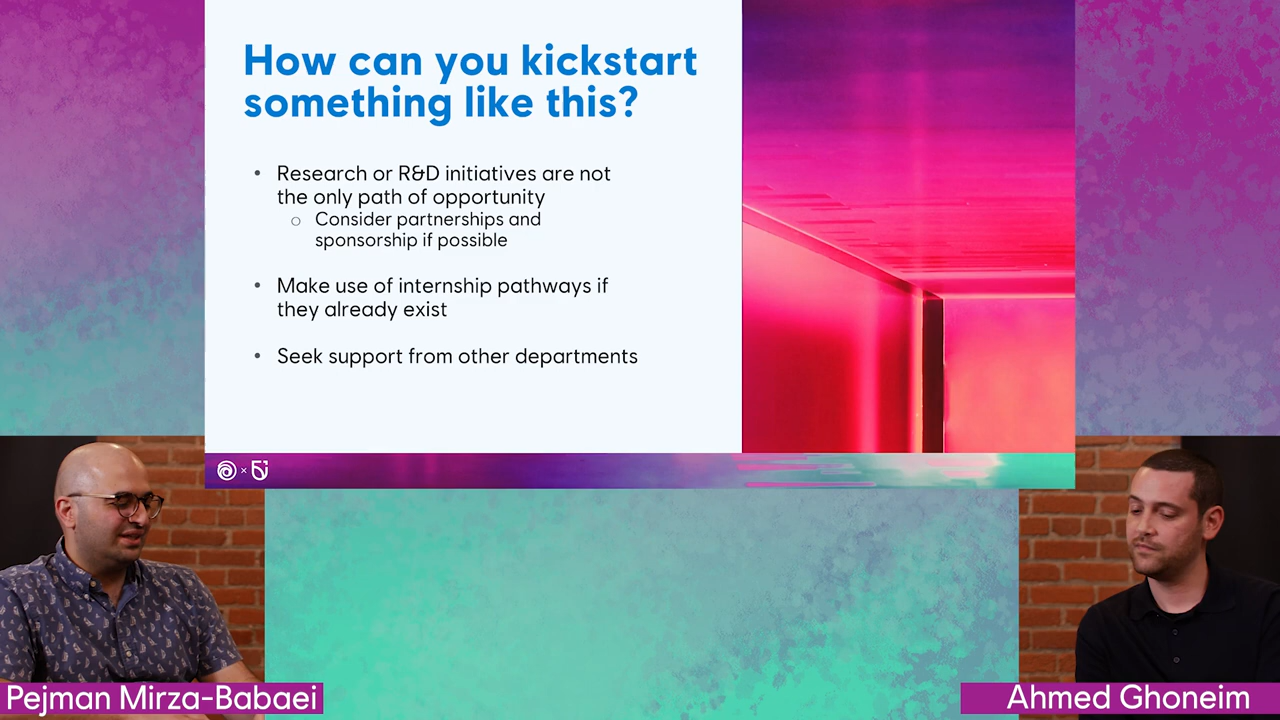 How can you kickstart
something like this?
• Research or R&D initiatives are not
the only path of opportunity
○ Consider partnerships and
sponsorship if possible
• Make use of internship pathways if
they already exist
• Seek support from other departments
×
Pejman Mirza-Babaei
Ahmed Ghoneim